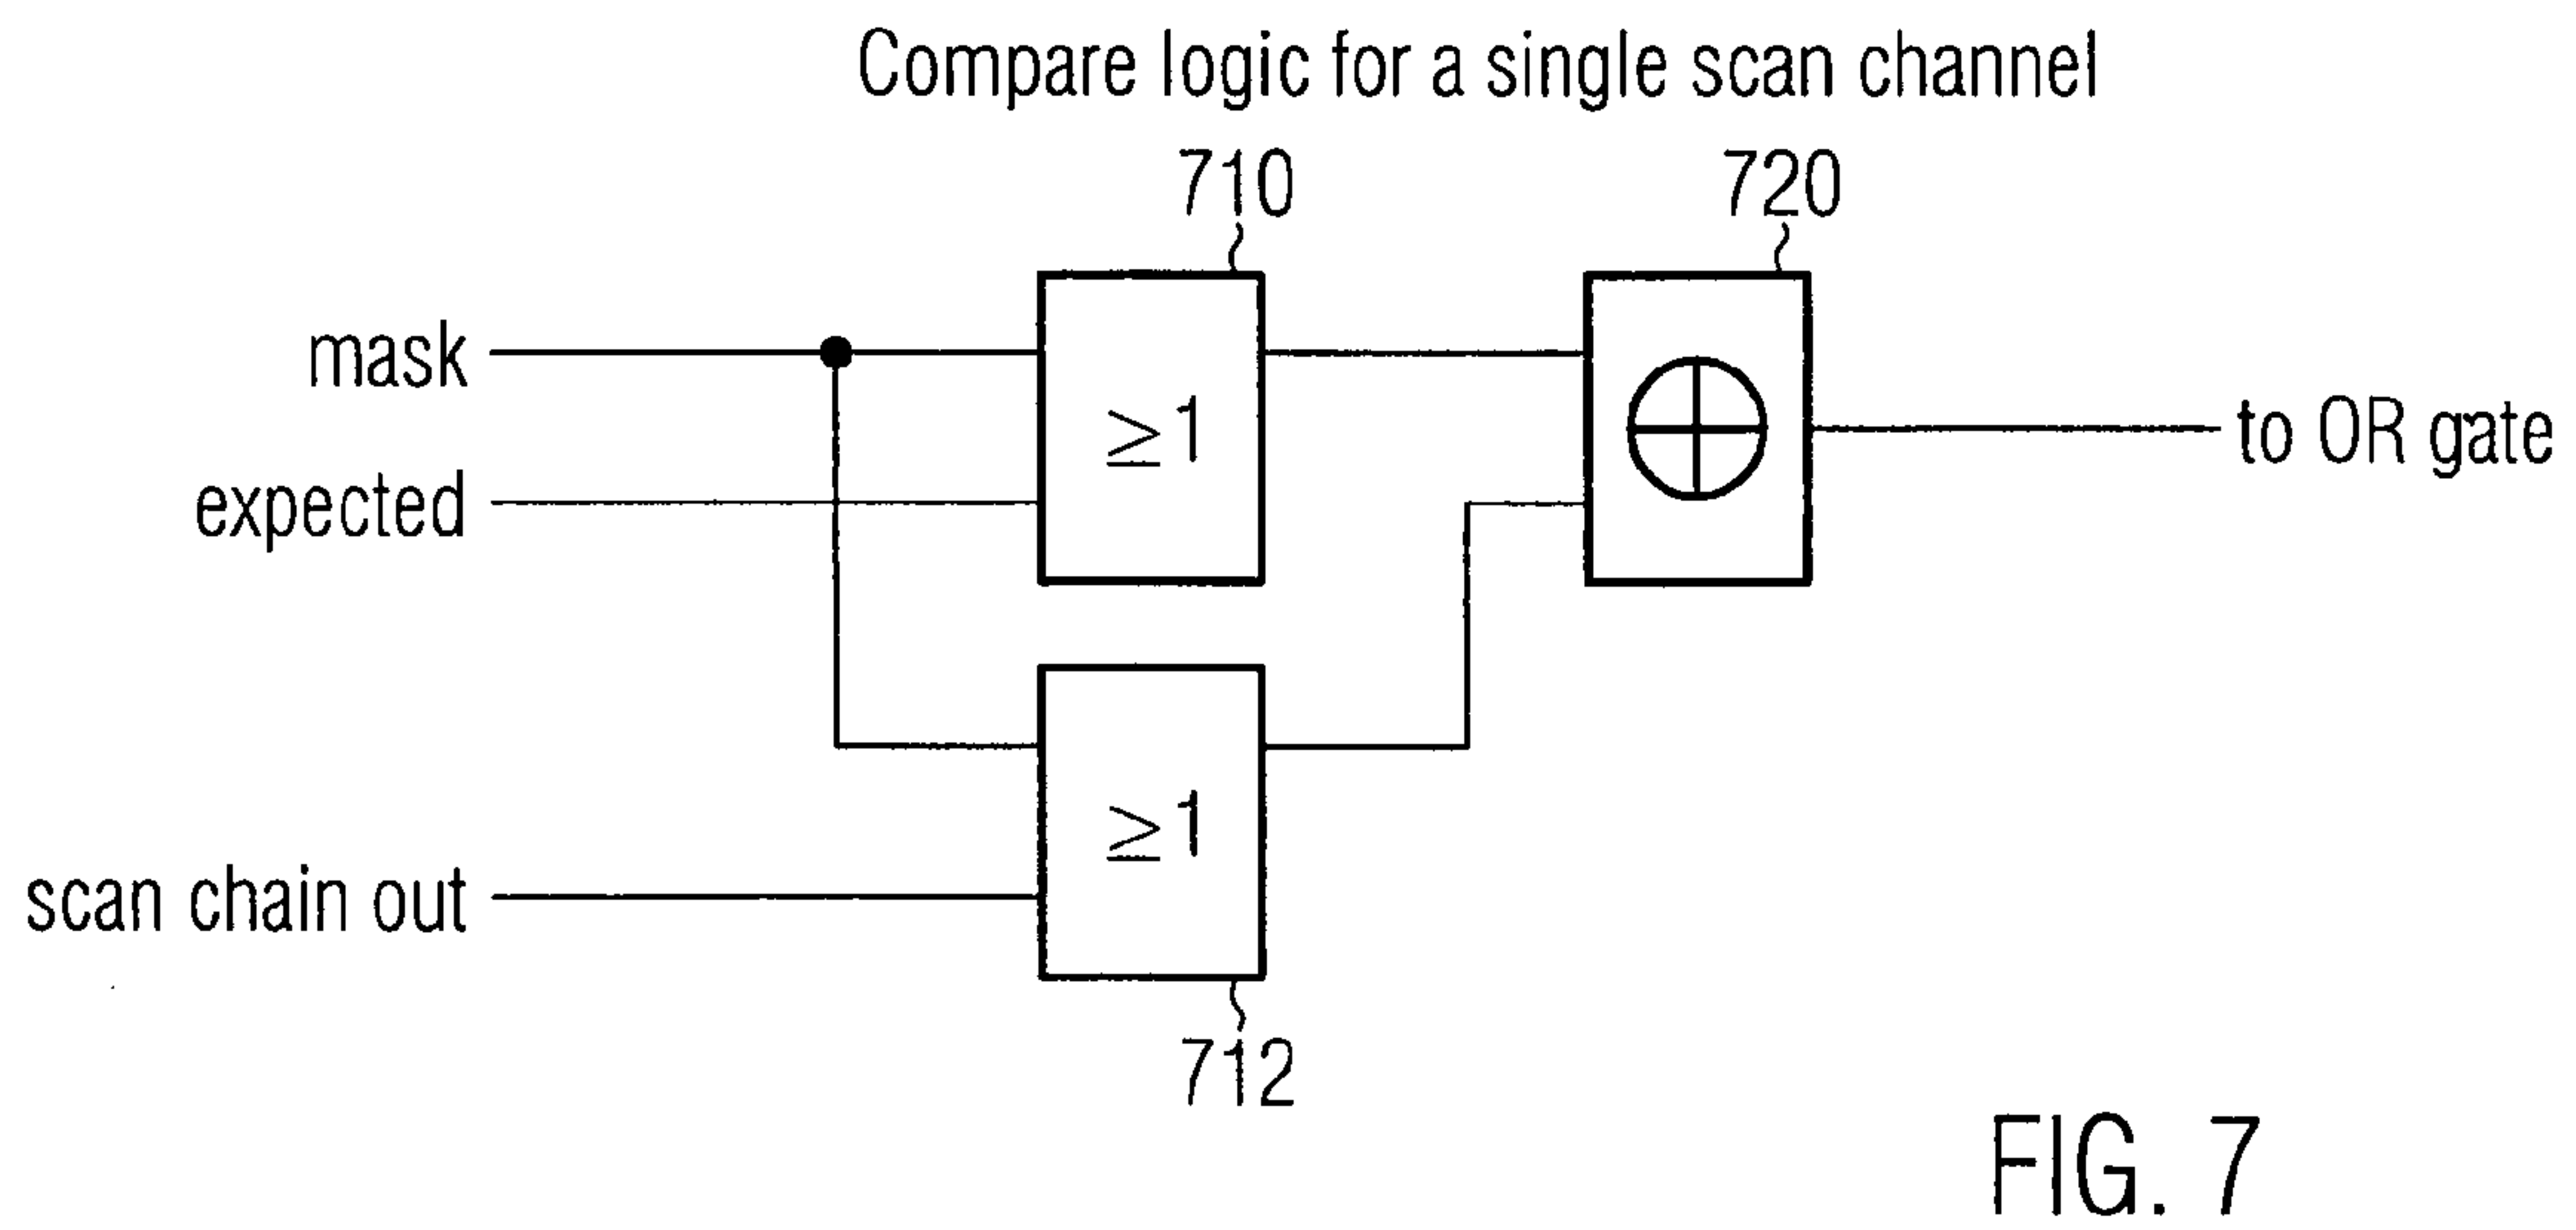 Compare logic for a single scan channel
710
720
mask
expected
≥1
to OR gate
≥1
scan chain out
712
FIG. 7